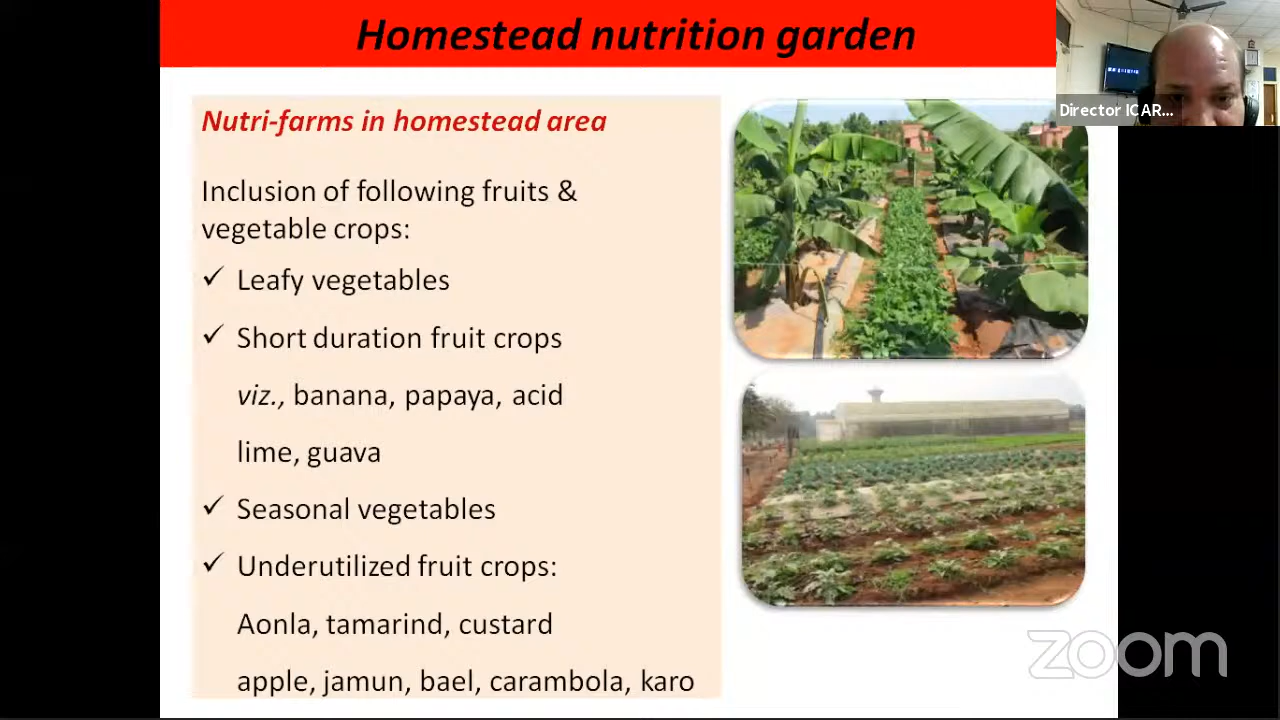 Homestead nutrition garden
Director ICAR...
Nutri-farms in homestead area
Inclusion of following fruits &
vegetable crops:
✓ Leafy vegetables
✓ Short duration fruit crops
viz., banana, papaya, acid
lime, guava
✓ Seasonal vegetables
✓ Underutilized fruit crops:
Aonla, tamarind, custard
apple, jamun, bael, carambola, karo
zoom